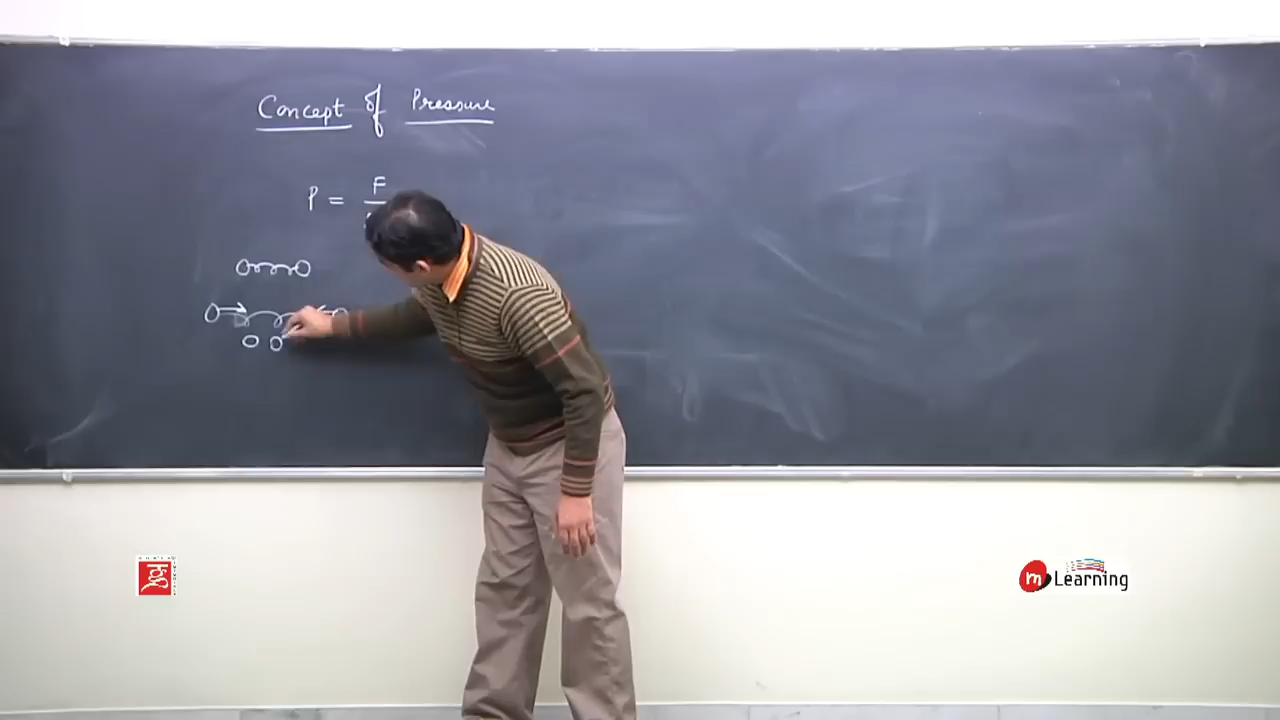 Concept of Pressure
P = F
m Learning